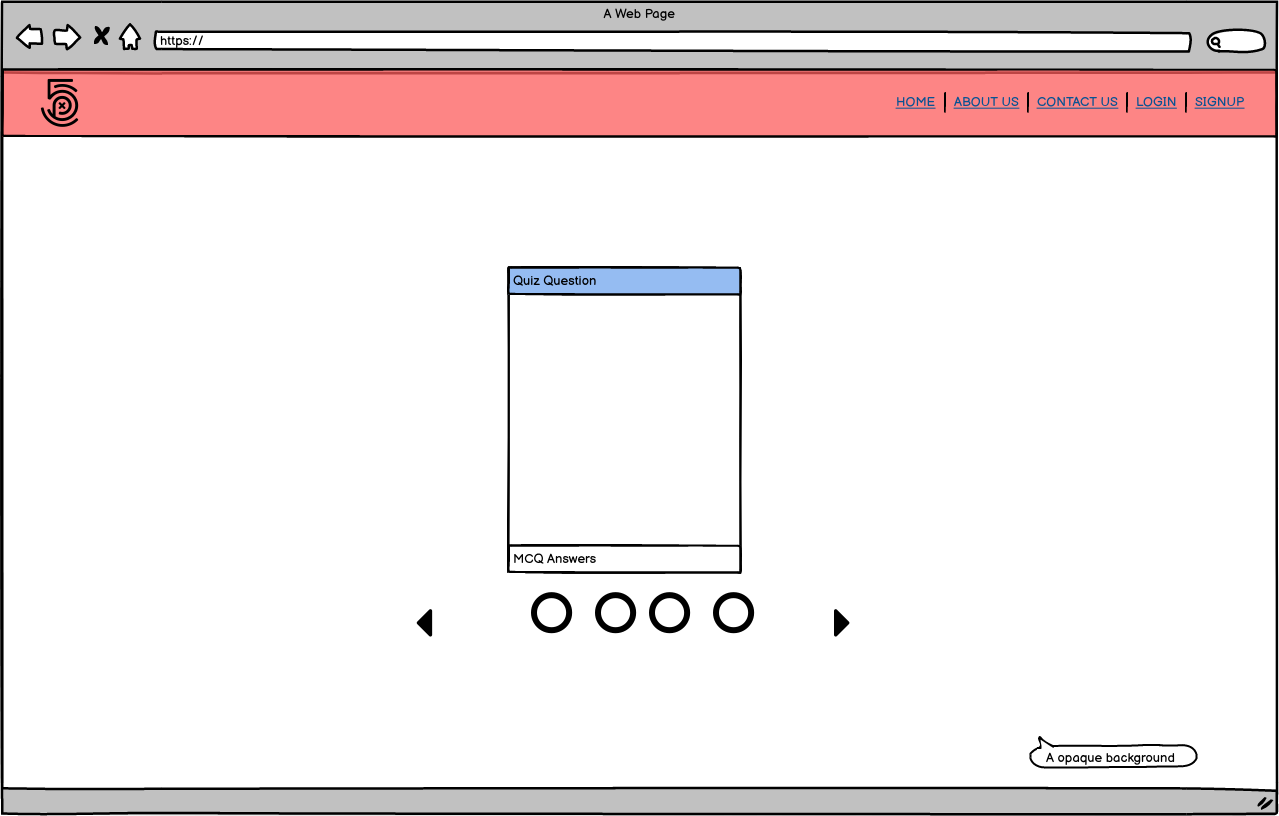 A Web Page
https://
HOME | ABOUT US | CONTACT US | LOGIN | SIGNUP
Quiz Question
MCQ Answers
A opaque background